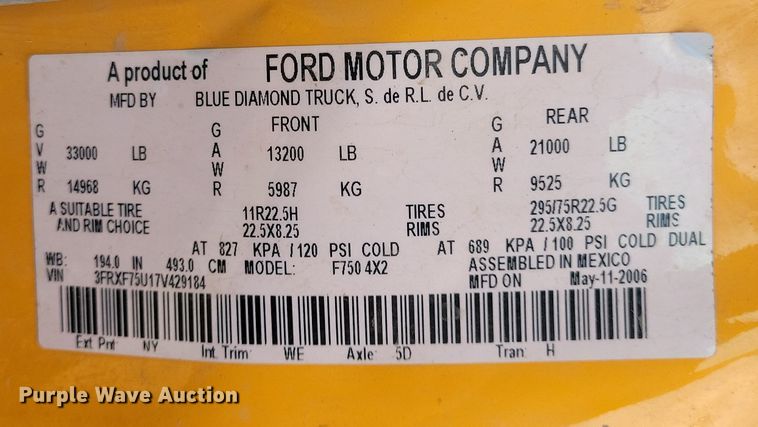 A product of FORD MOTOR COMPANY
MFD BY BLUE DIAMOND TRUCK, S. de R.L. de C.V.
GVWR 33000 LB 14968 KG
FRONT GAWR 13200 LB 5987 KG
REAR GAWR 21000 LB 9525 KG
A SUITABLE TIRE 11R22.5H TIRES 295/75R22.5G TIRES
AND RIM CHOICE 22.5X8.25 RIMS 22.5X8.25 RIMS
AT 827 KPA / 120 PSI COLD AT 689 KPA / 100 PSI COLD DUAL
WB: 194.0 IN 493.0 CM MODEL: F750 4X2 ASSEMBLED IN MEXICO
VIN 3FRXF75U17V429184 MFD ON May-11-2006
Ext Pnt: NY Int. Trim: WE Axle: 5D Tran: H
Purple Wave Auction